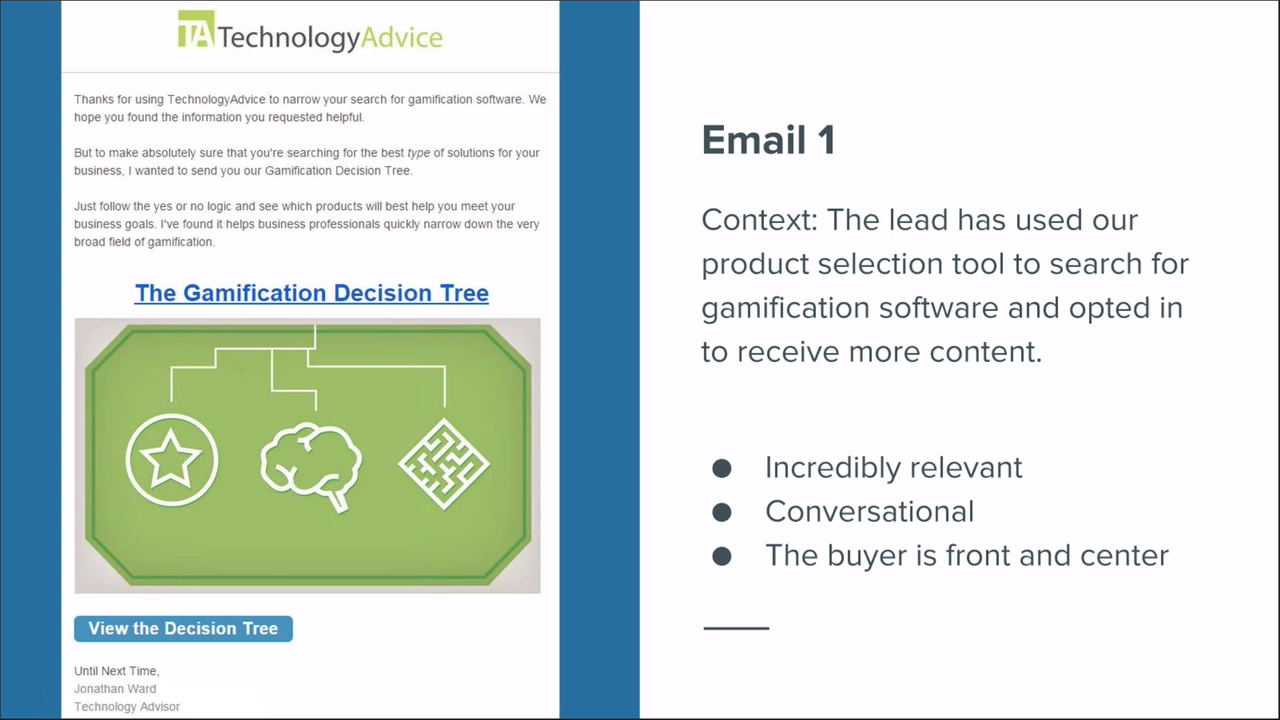 TA TechnologyAdvice
Thanks for using TechnologyAdvice to narrow your search for gamification software. We
hope you found the information you requested helpful.
But to make absolutely sure that you're searching for the best type of solutions for your
business, I wanted to send you our Gamification Decision Tree.
Just follow the yes or no logic and see which products will best help you meet your
business goals. I've found it helps business professionals quickly narrow down the very
broad field of gamification.
The Gamification Decision Tree
View the Decision Tree
Until Next Time,
Jonathan Ward
Technology Advisor
Email 1
Context: The lead has used our
product selection tool to search for
gamification software and opted in
to receive more content.
● Incredibly relevant
● Conversational
● The buyer is front and center